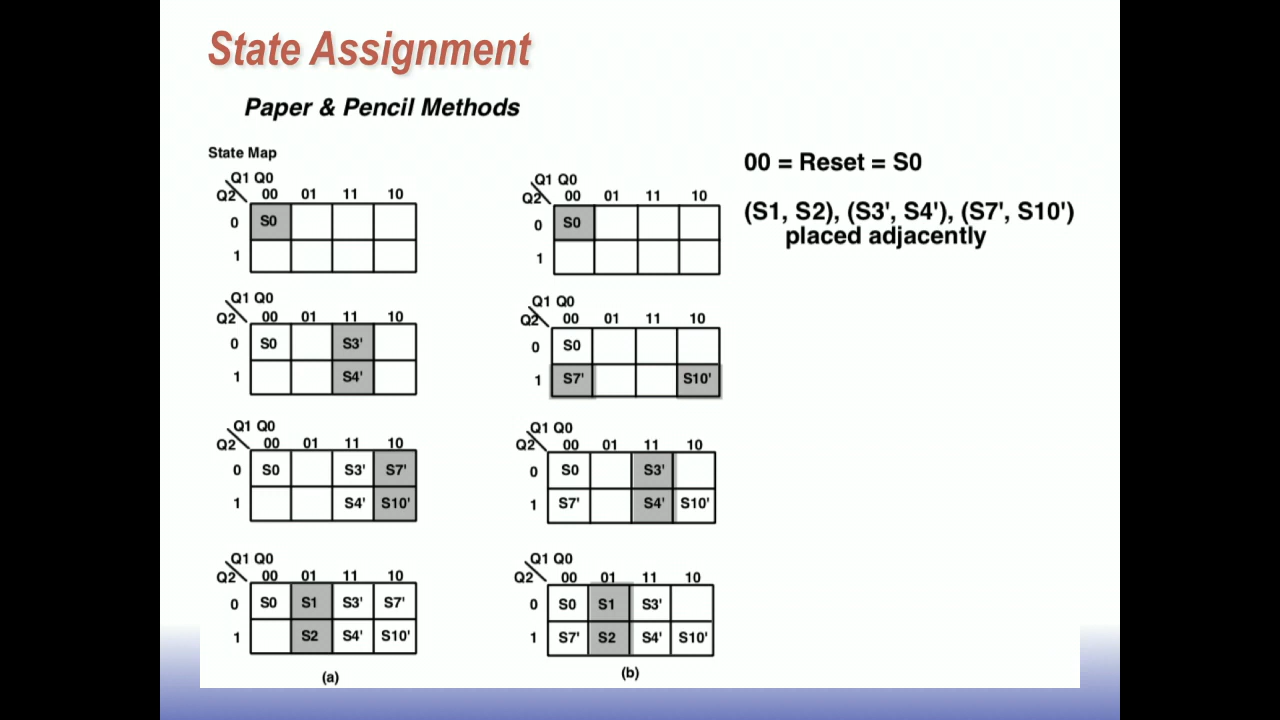 State Assignment
Paper & Pencil Methods
State Map
Q1 Q0
Q2 00 01 11 10
0 S0
1
Q1 Q0
Q2 00 01 11 10
0 S0 S3'
1 S4'
Q1 Q0
Q2 00 01 11 10
0 S0 S3' S7'
1 S4' S10'
Q1 Q0
Q2 00 01 11 10
0 S0 S1 S3' S7'
1 S2 S4' S10'
(a)
Q1 Q0
Q2 00 01 11 10
0 S0
1
Q1 Q0
Q2 00 01 11 10
0 S0
1 S7' S10'
Q1 Q0
Q2 00 01 11 10
0 S0 S3'
1 S7' S4' S10'
Q1 Q0
Q2 00 01 11 10
0 S0 S1 S3'
1 S7' S2 S4' S10'
(b)
00 = Reset = S0
(S1, S2), (S3', S4'), (S7', S10')
placed adjacently